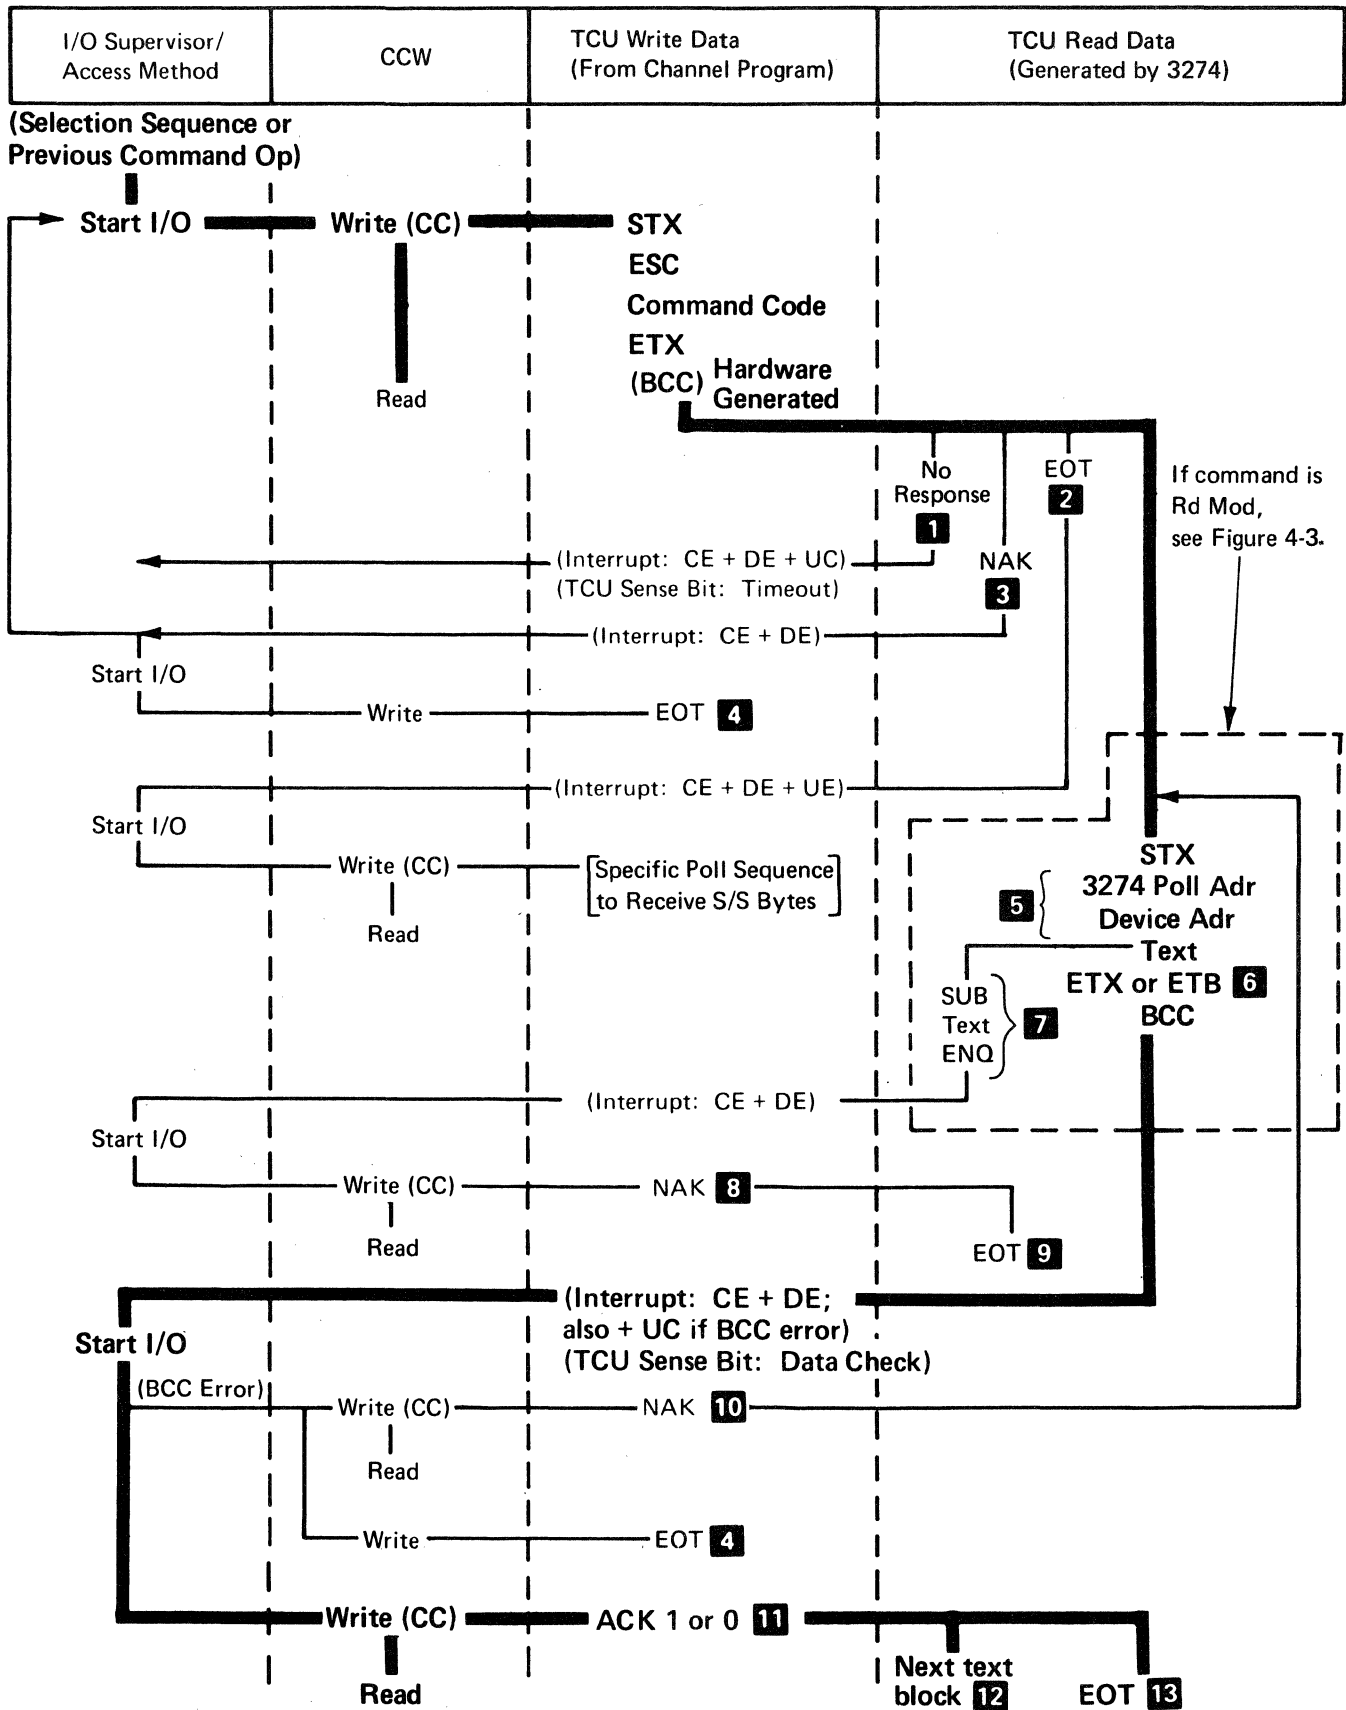 I/O Supervisor/
Access Method
CCW
TCU Write Data
(From Channel Program)
TCU Read Data
(Generated by 3274)
(Selection Sequence or
Previous Command Op)
Start I/O
Write (CC)
STX
ESC
Command Code
ETX
(BCC) Hardware
Generated
Read
No
Response
1
EOT
2
If command is
Rd Mod,
see Figure 4-3.
(Interrupt: CE + DE + UC)
(TCU Sense Bit: Timeout)
NAK
3
(Interrupt: CE + DE)
Start I/O
Write
EOT 4
(Interrupt: CE + DE + UE)
Start I/O
Write (CC)
Read
[Specific Poll Sequence
to Receive S/S Bytes]
STX
5
3274 Poll Adr
Device Adr
Text
ETX or ETB 6
BCC
SUB
Text
ENQ
7
(Interrupt: CE + DE)
Start I/O
Write (CC)
NAK 8
Read
EOT 9
(Interrupt: CE + DE;
also + UC if BCC error)
(TCU Sense Bit: Data Check)
Start I/O
(BCC Error)
Write (CC)
NAK 10
Read
Write
EOT 4
Write (CC)
ACK 1 or 0 11
Read
Next text
block 12
EOT 13